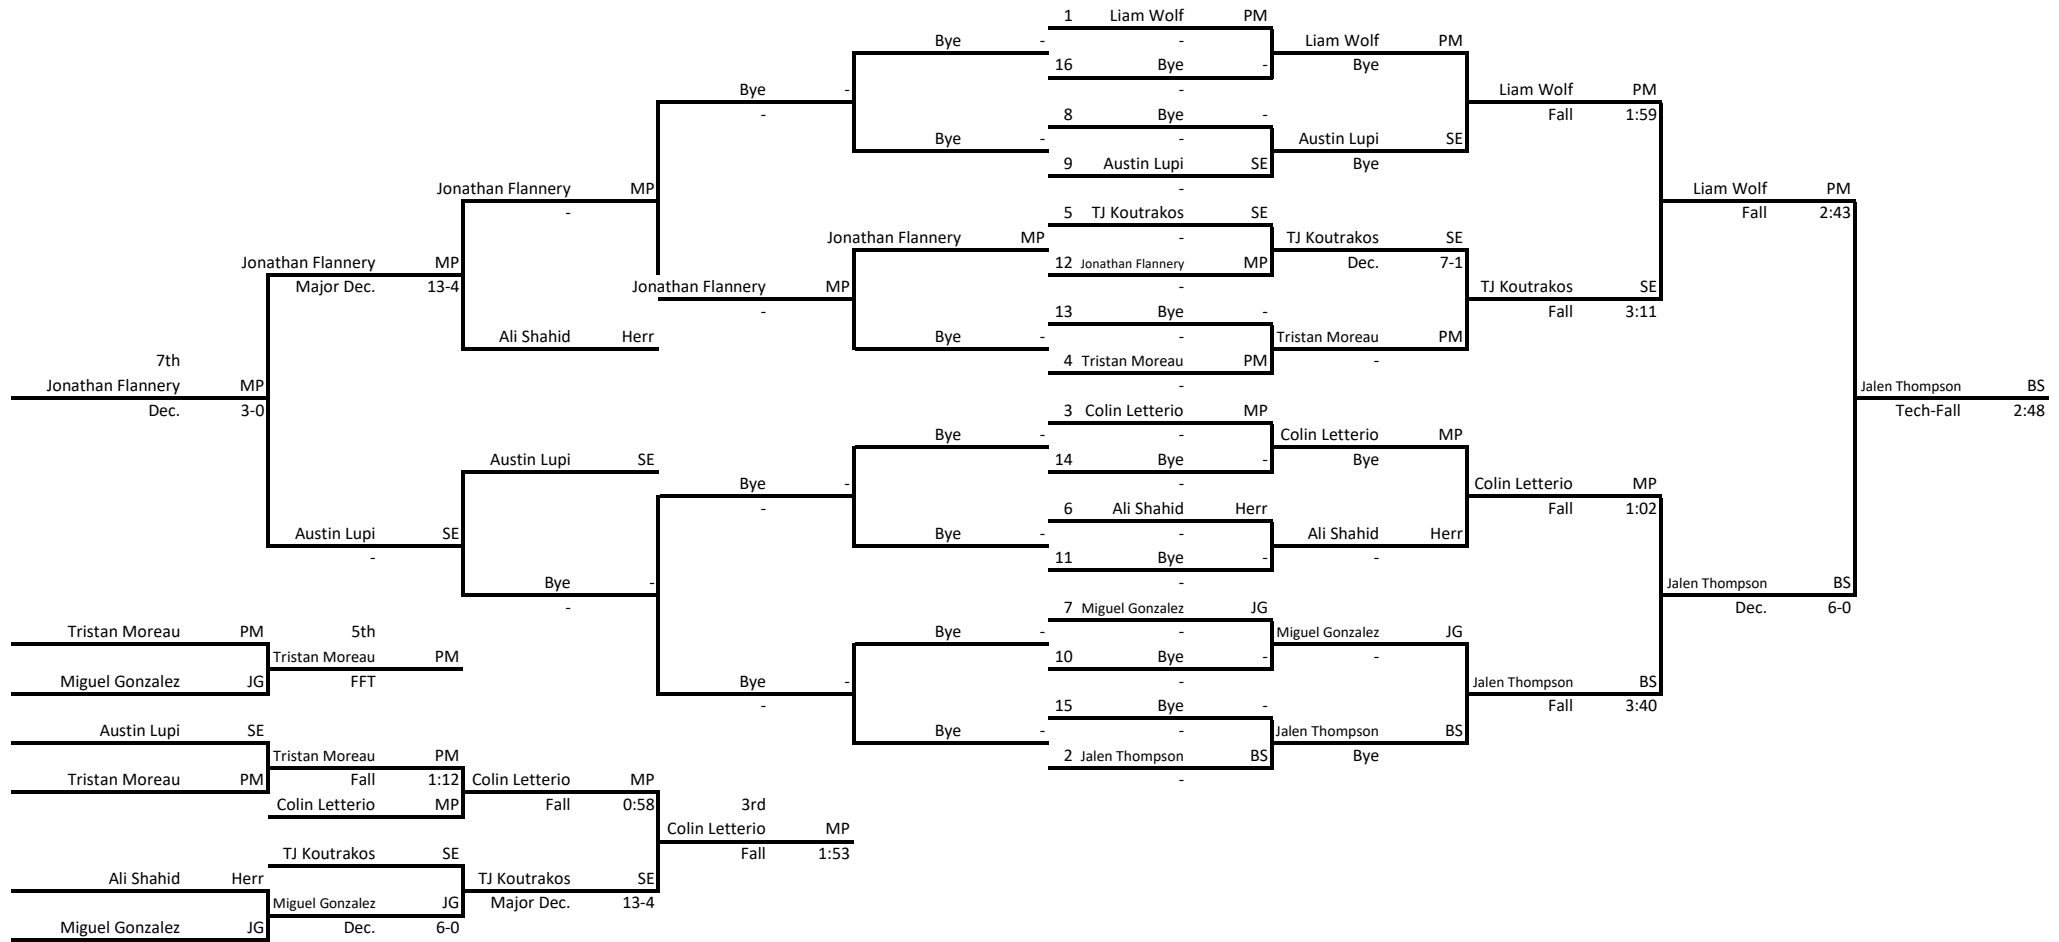 1 Liam Wolf PM
Bye - - Liam Wolf PM
16 Bye - Bye
Bye - - Liam Wolf PM
- 8 Bye - Fall 1:59
Bye - - Austin Lupi SE
9 Austin Lupi SE Bye
Jonathan Flannery MP - Liam Wolf PM
- 5 TJ Koutrakos SE Fall 2:43
Jonathan Flannery MP - TJ Koutrakos SE
Jonathan Flannery MP 12 Jonathan Flannery MP Dec. 7-1
Major Dec. 13-4 Jonathan Flannery MP - TJ Koutrakos SE
- 13 Bye - Fall 3:11
Ali Shahid Herr Bye - - Tristan Moreau PM
7th 4 Tristan Moreau PM -
Jonathan Flannery MP - Jalen Thompson BS
Dec. 3-0 3 Colin Letterio MP Tech-Fall 2:48
Bye - - Colin Letterio MP
Austin Lupi SE 14 Bye - Bye
Bye - - Colin Letterio MP
- 6 Ali Shahid Herr Fall 1:02
Austin Lupi SE Bye - - Ali Shahid Herr
- 11 Bye - -
Bye - - Jalen Thompson BS
- 7 Miguel Gonzalez JG Dec. 6-0
Tristan Moreau PM 5th Bye - - Miguel Gonzalez JG
Tristan Moreau PM 10 Bye - -
Miguel Gonzalez JG FFT Bye - - Jalen Thompson BS
- 15 Bye - Fall 3:40
Austin Lupi SE Bye - - Jalen Thompson BS
Tristan Moreau PM 2 Jalen Thompson BS Bye
Tristan Moreau PM Fall 1:12 Colin Letterio MP -
Colin Letterio MP Fall 0:58 3rd
Colin Letterio MP
TJ Koutrakos SE Fall 1:53
Ali Shahid Herr TJ Koutrakos SE
Miguel Gonzalez JG Major Dec. 13-4
Miguel Gonzalez JG Dec. 6-0